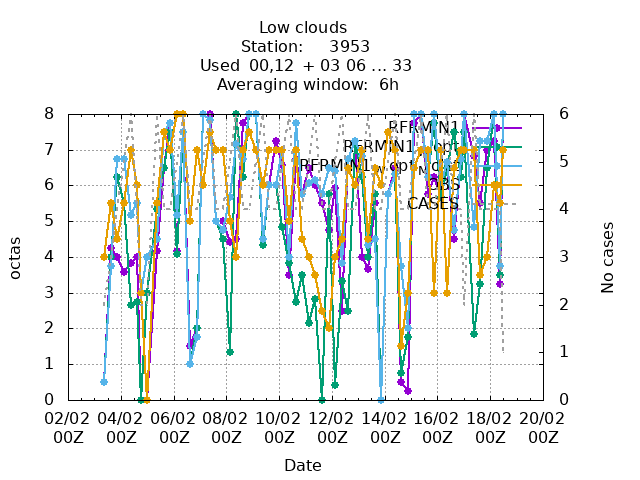 Low clouds
Station: 3953
Used 00,12 + 03 06 ... 33
Averaging window: 6h
8
7
6
5
4
3
2
1
0
6
5
4
3
2
1
0
octas
No cases
RFRMIN1
OBS
CASES
02/02 04/02 06/02 08/02 10/02 12/02 14/02 16/02 18/02 20/02
00Z 00Z 00Z 00Z 00Z 00Z 00Z 00Z 00Z 00Z
Date